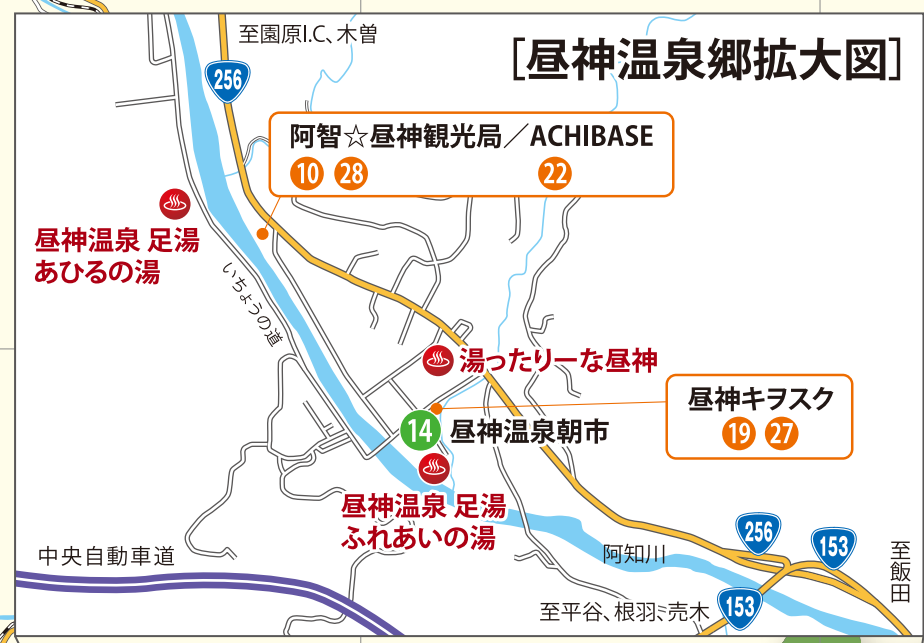 至園原I.C、木曽
[昼神温泉郷拡大図]
256
阿智☆昼神観光局／ACHIBASE
10 28 22
昼神温泉 足湯
あひるの湯
いちょうの道
湯ったりーな昼神
昼神キヲスク
19 27
14 昼神温泉朝市
昼神温泉 足湯
ふれあいの湯
中央自動車道
阿知川
256
153
至飯田
153
至平谷、根羽、売木